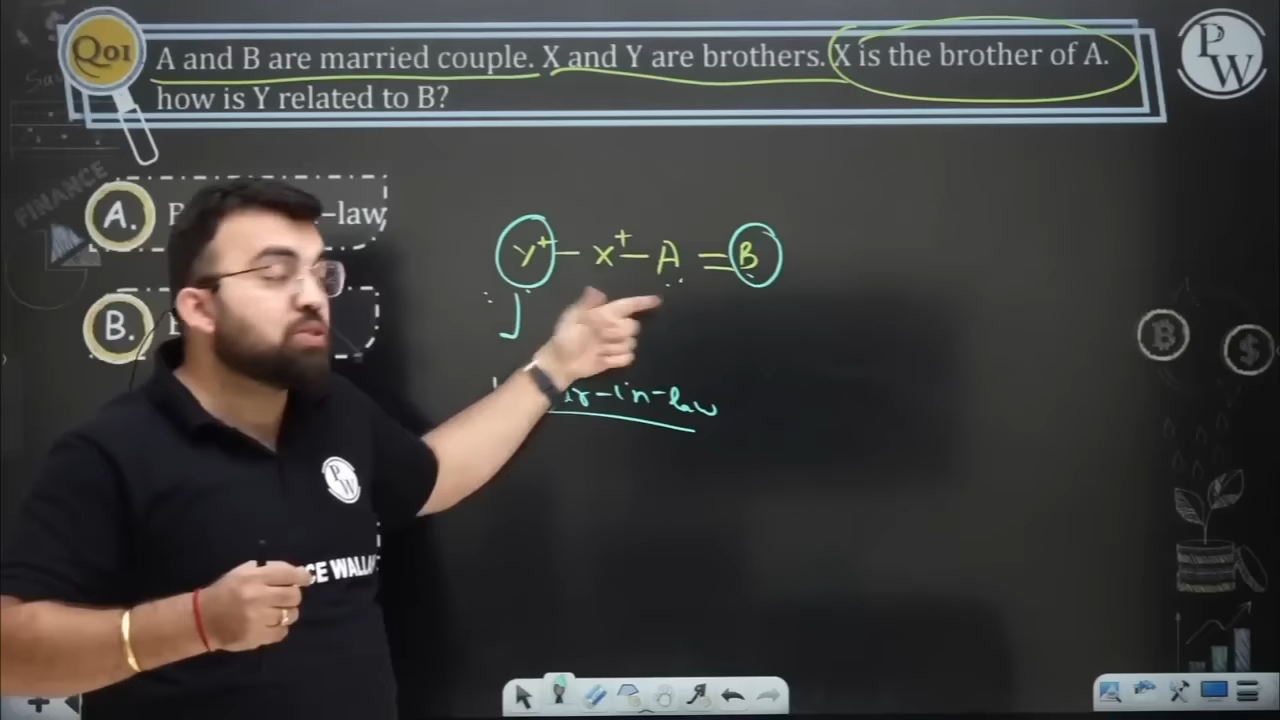 Q01
A and B are married couple. X and Y are brothers. X is the brother of A.
how is Y related to B?
PW
FINANCE
A. -law
B.
Y+ - X+ - A = B
-in-law
PW
CE WALLA